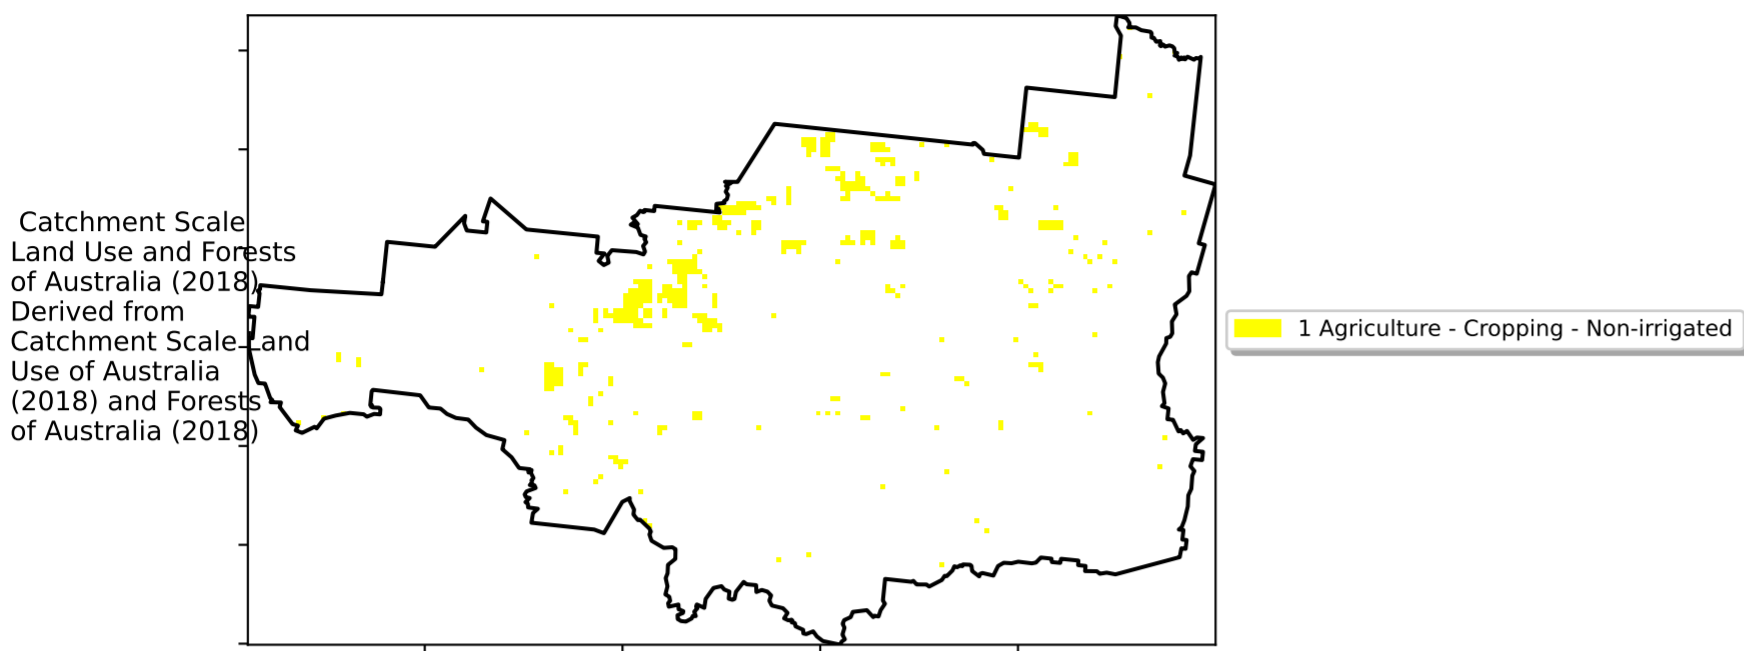 Catchment Scale
Land Use and Forests
of Australia (2018)
Derived from
Catchment Scale Land
Use of Australia
(2018) and Forests
of Australia (2018)
1 Agriculture - Cropping - Non-irrigated